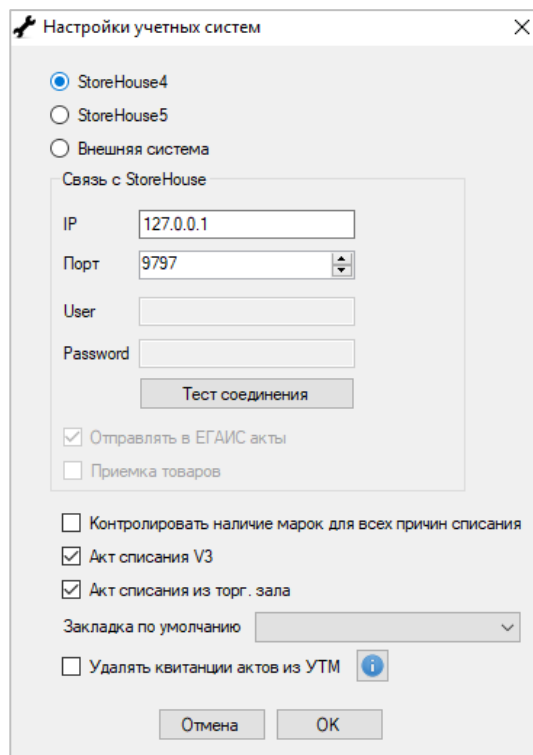 Настройки учетных систем
StoreHouse4
StoreHouse5
Внешняя система
Связь с StoreHouse
IP 127.0.0.1
Порт 9797
User
Password
Тест соединения
Отправлять в ЕГАИС акты
Приемка товаров
Контролировать наличие марок для всех причин списания
Акт списания V3
Акт списания из торг. зала
Закладка по умолчанию
Удалять квитанции актов из УТМ
Отмена OK